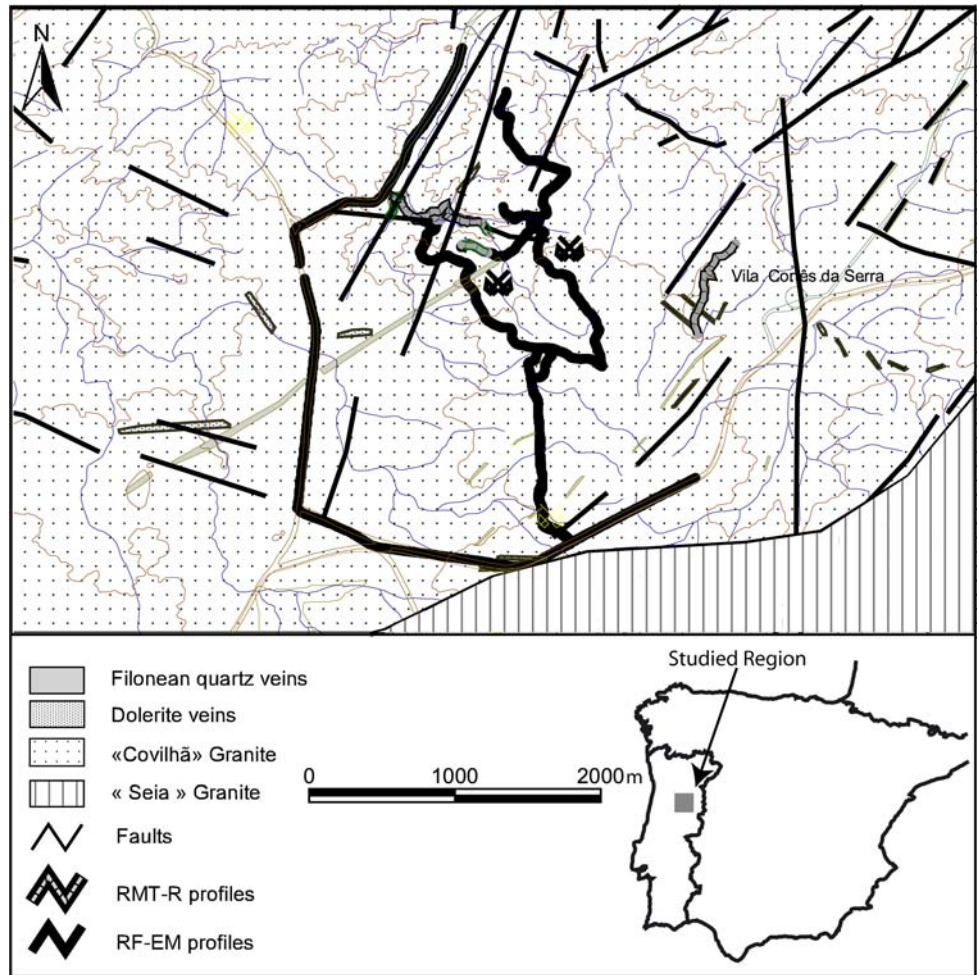 N
Vila Cortês da Serra
Filonean quartz veins
Dolerite veins
«Covilhã» Granite
« Seia » Granite
Faults
RMT-R profiles
RF-EM profiles
0 1000 2000m
Studied Region